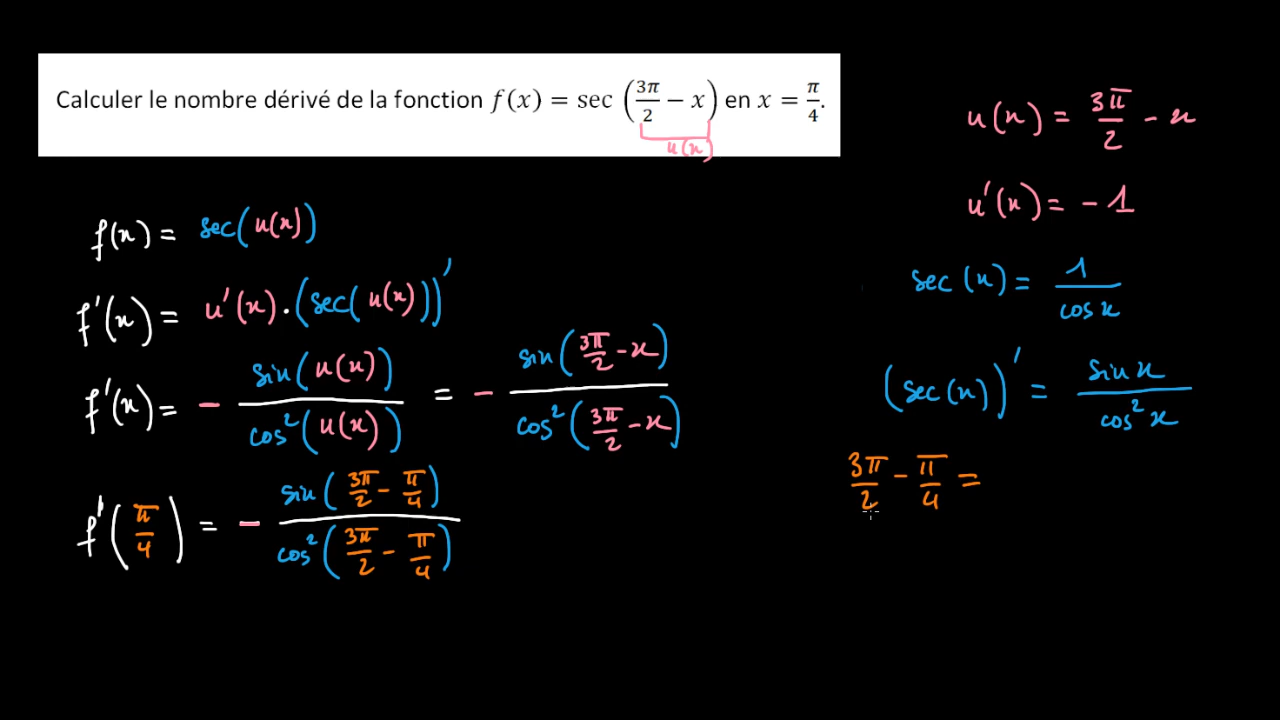 Calculer le nombre dérivé de la fonction f(x) = sec (3π/2 − x) en x = π/4.
u(x)
u(x) = 3π/2 - x
u'(x) = - 1
f(x) = sec(u(x))
f'(x) = u'(x) . (sec(u(x)))'
f'(x) = - sin(u(x)) / cos²(u(x)) = - sin(3π/2 - x) / cos²(3π/2 - x)
f'(π/4) = - sin(3π/2 - π/4) / cos²(3π/2 - π/4)
sec(x) = 1/cos x
(sec(x))' = sin x / cos² x
3π/2 - π/4 =